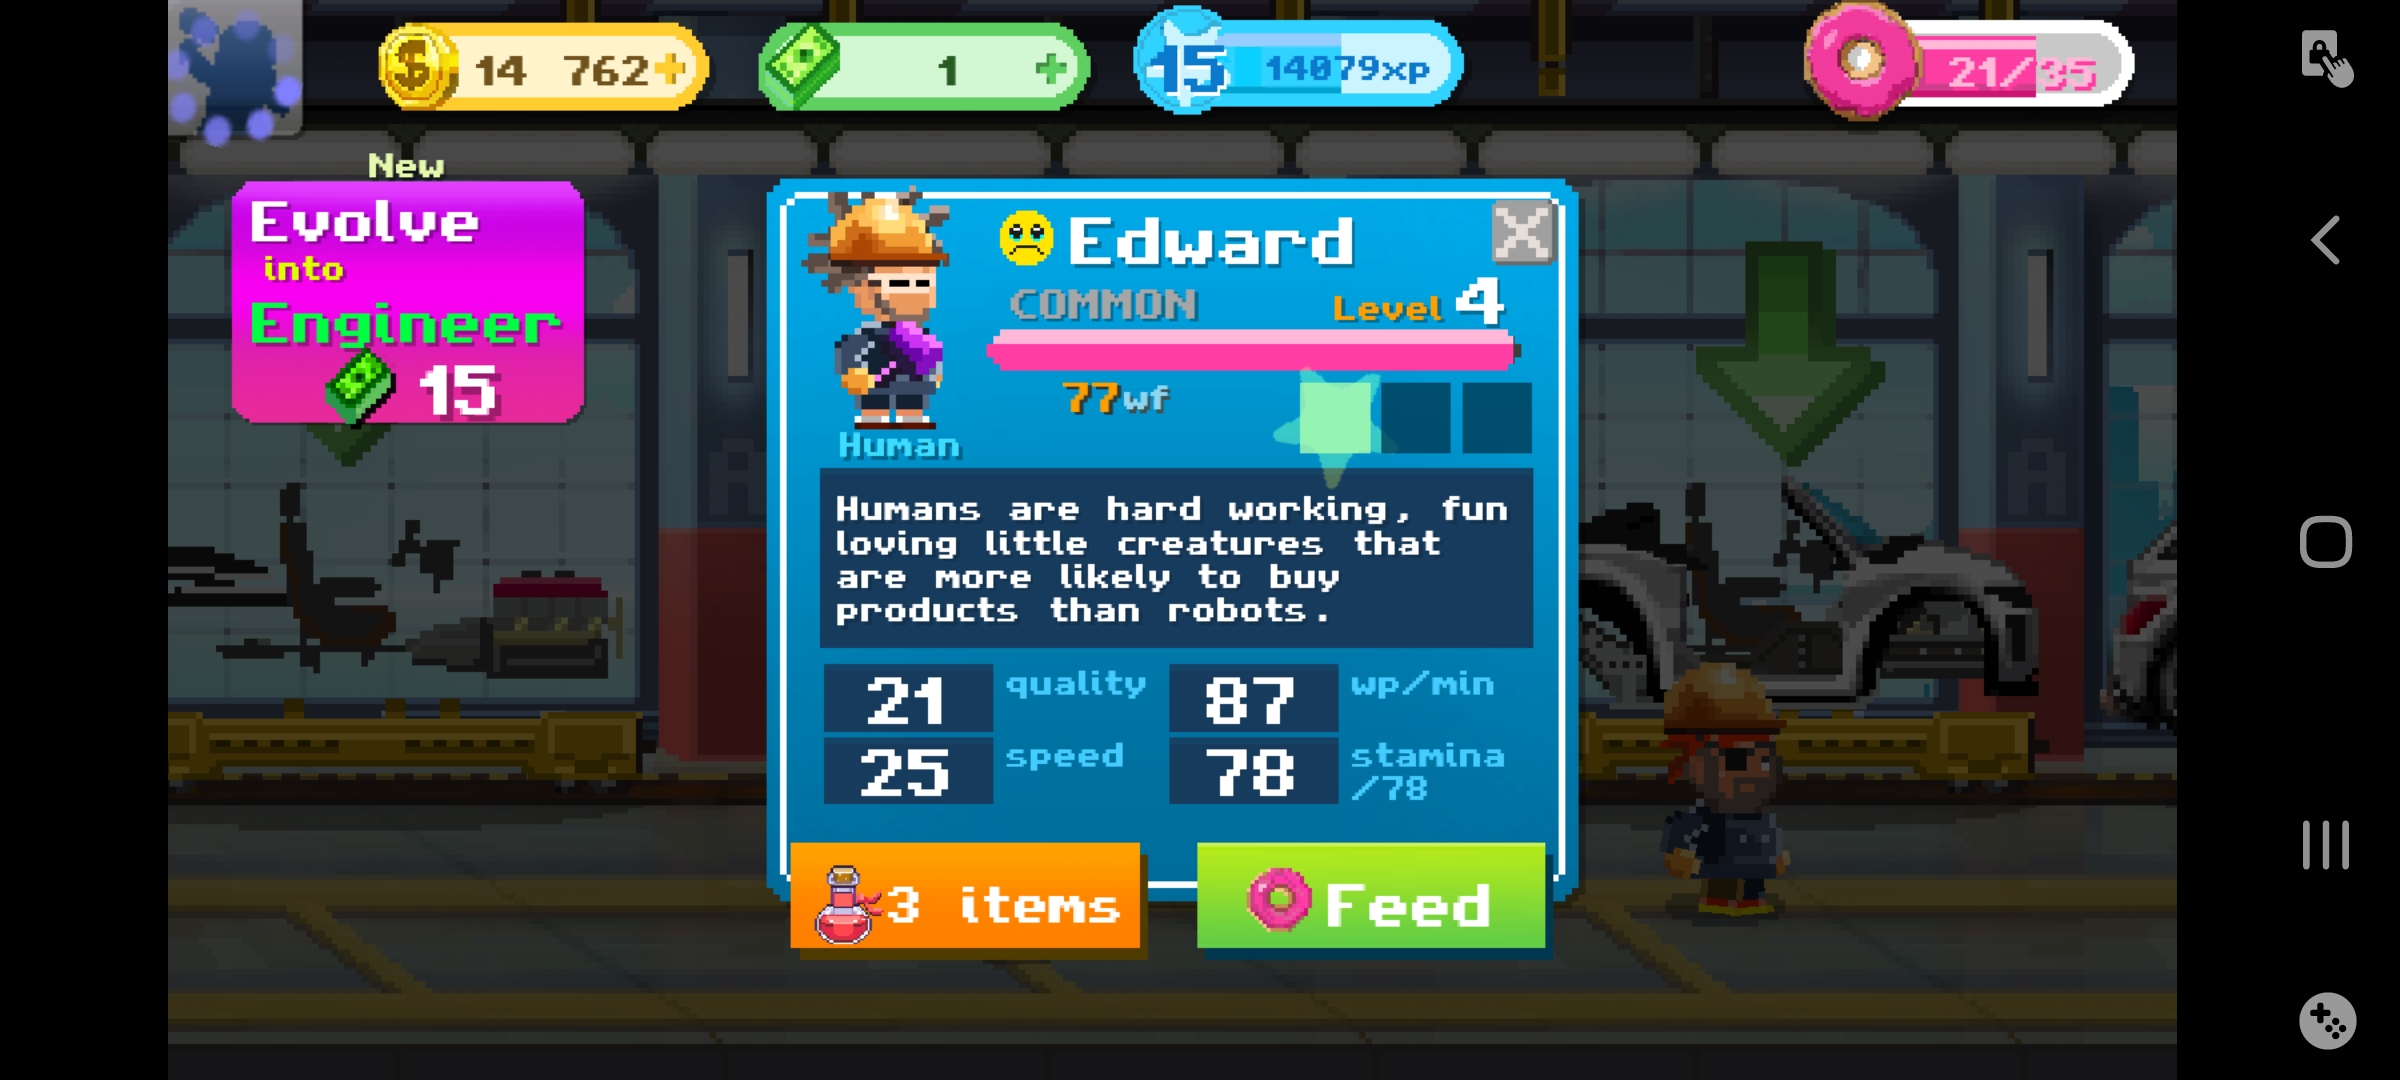 14 762
1
15 14079xp
21/35
New
Evolve
into
Engineer
15
Edward
COMMON Level 4
77wf
Human
Humans are hard working, fun
loving little creatures that
are more likely to buy
products than robots.
21 quality 87 wp/min
25 speed 78 stamina
/78
3 items Feed